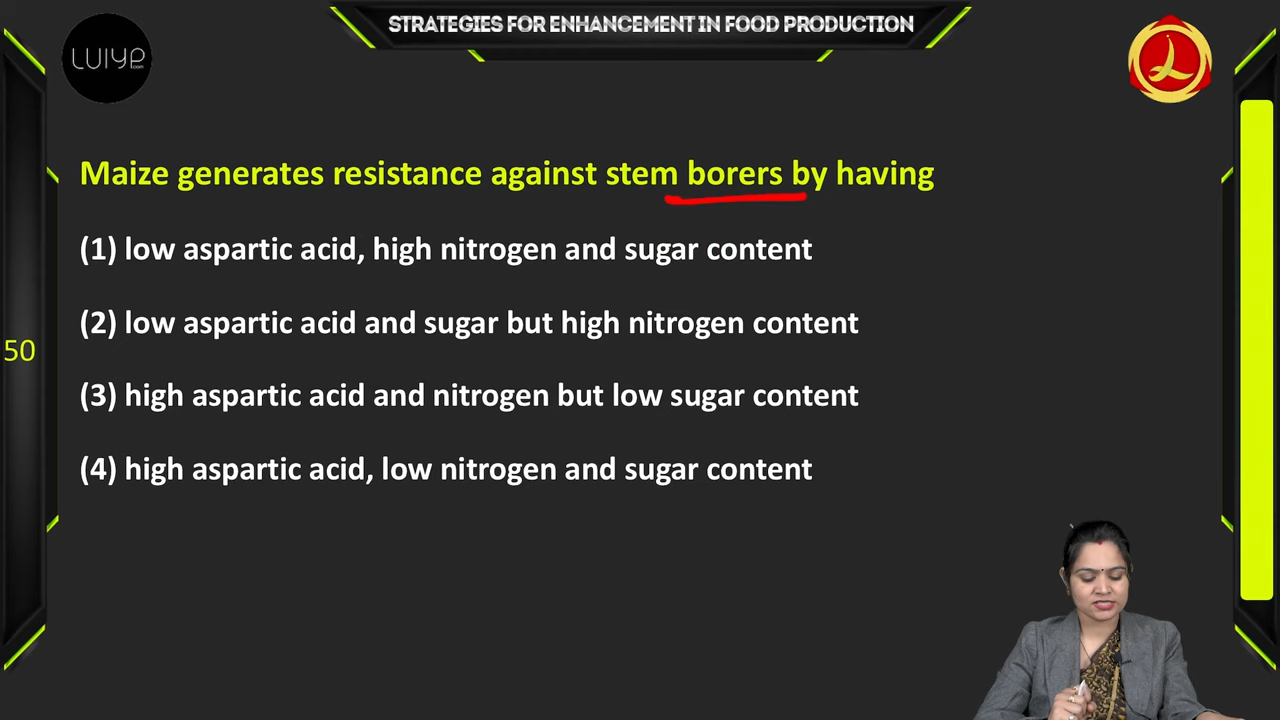 STRATEGIES FOR ENHANCEMENT IN FOOD PRODUCTION
LUIYP
.com
Maize generates resistance against stem borers by having
(1) low aspartic acid, high nitrogen and sugar content
(2) low aspartic acid and sugar but high nitrogen content
50
(3) high aspartic acid and nitrogen but low sugar content
(4) high aspartic acid, low nitrogen and sugar content